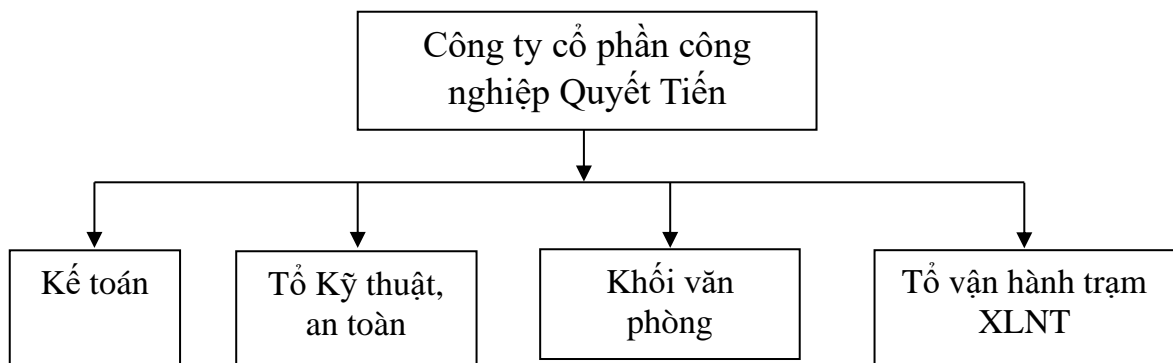 Công ty cổ phần công
nghiệp Quyết Tiến
Kế toán
Tổ Kỹ thuật,
an toàn
Khối văn
phòng
Tổ vận hành trạm
XLNT